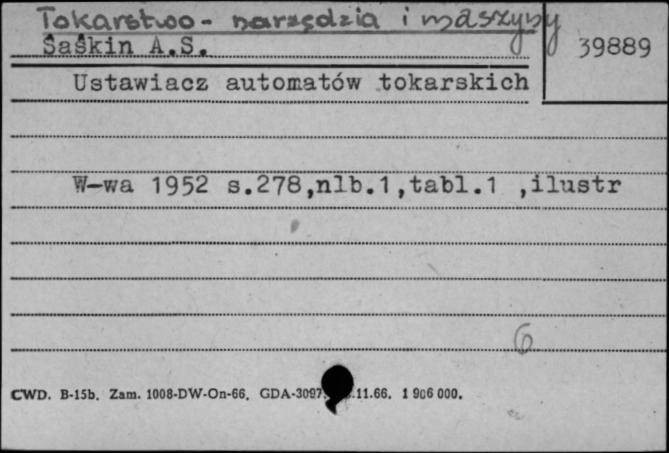 Tokarstwo - narzędzia i maszyny
Šaškin A.S.
39889
Ustawiacz automatów tokarskich
W-wa 1952 s.278,nlb.1,tabl.1 ,ilustr
6
CWD. B-15b. Zam. 1008-DW-On-66. GDA-3097 .11.66. 1 906 000.